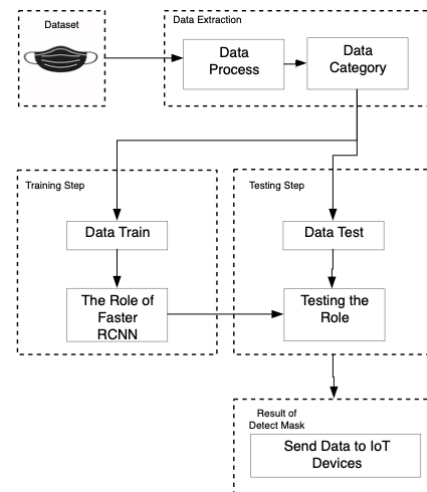 Dataset
Data Extraction
Data
Process
Data
Category
Training Step
Testing Step
Data Train
Data Test
The Role of
Faster
RCNN
Testing the
Role
Result of
Detect Mask
Send Data to IoT
Devices